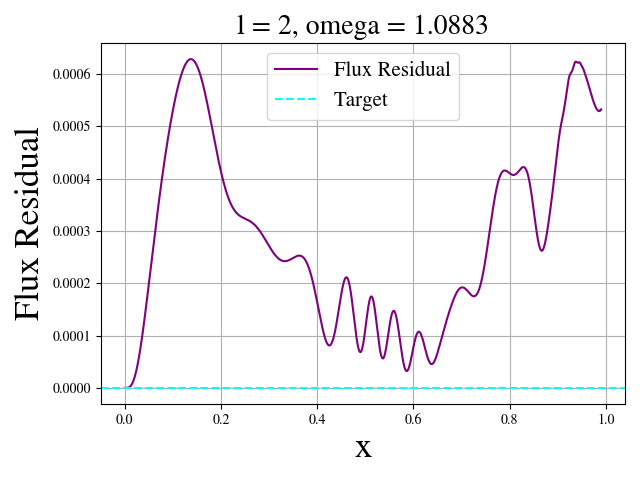 l = 2, omega = 1.0883
Flux Residual
Target
Flux Residual
0.0006
0.0005
0.0004
0.0003
0.0002
0.0001
0.0000
0.0
0.2
0.4
0.6
0.8
1.0
x